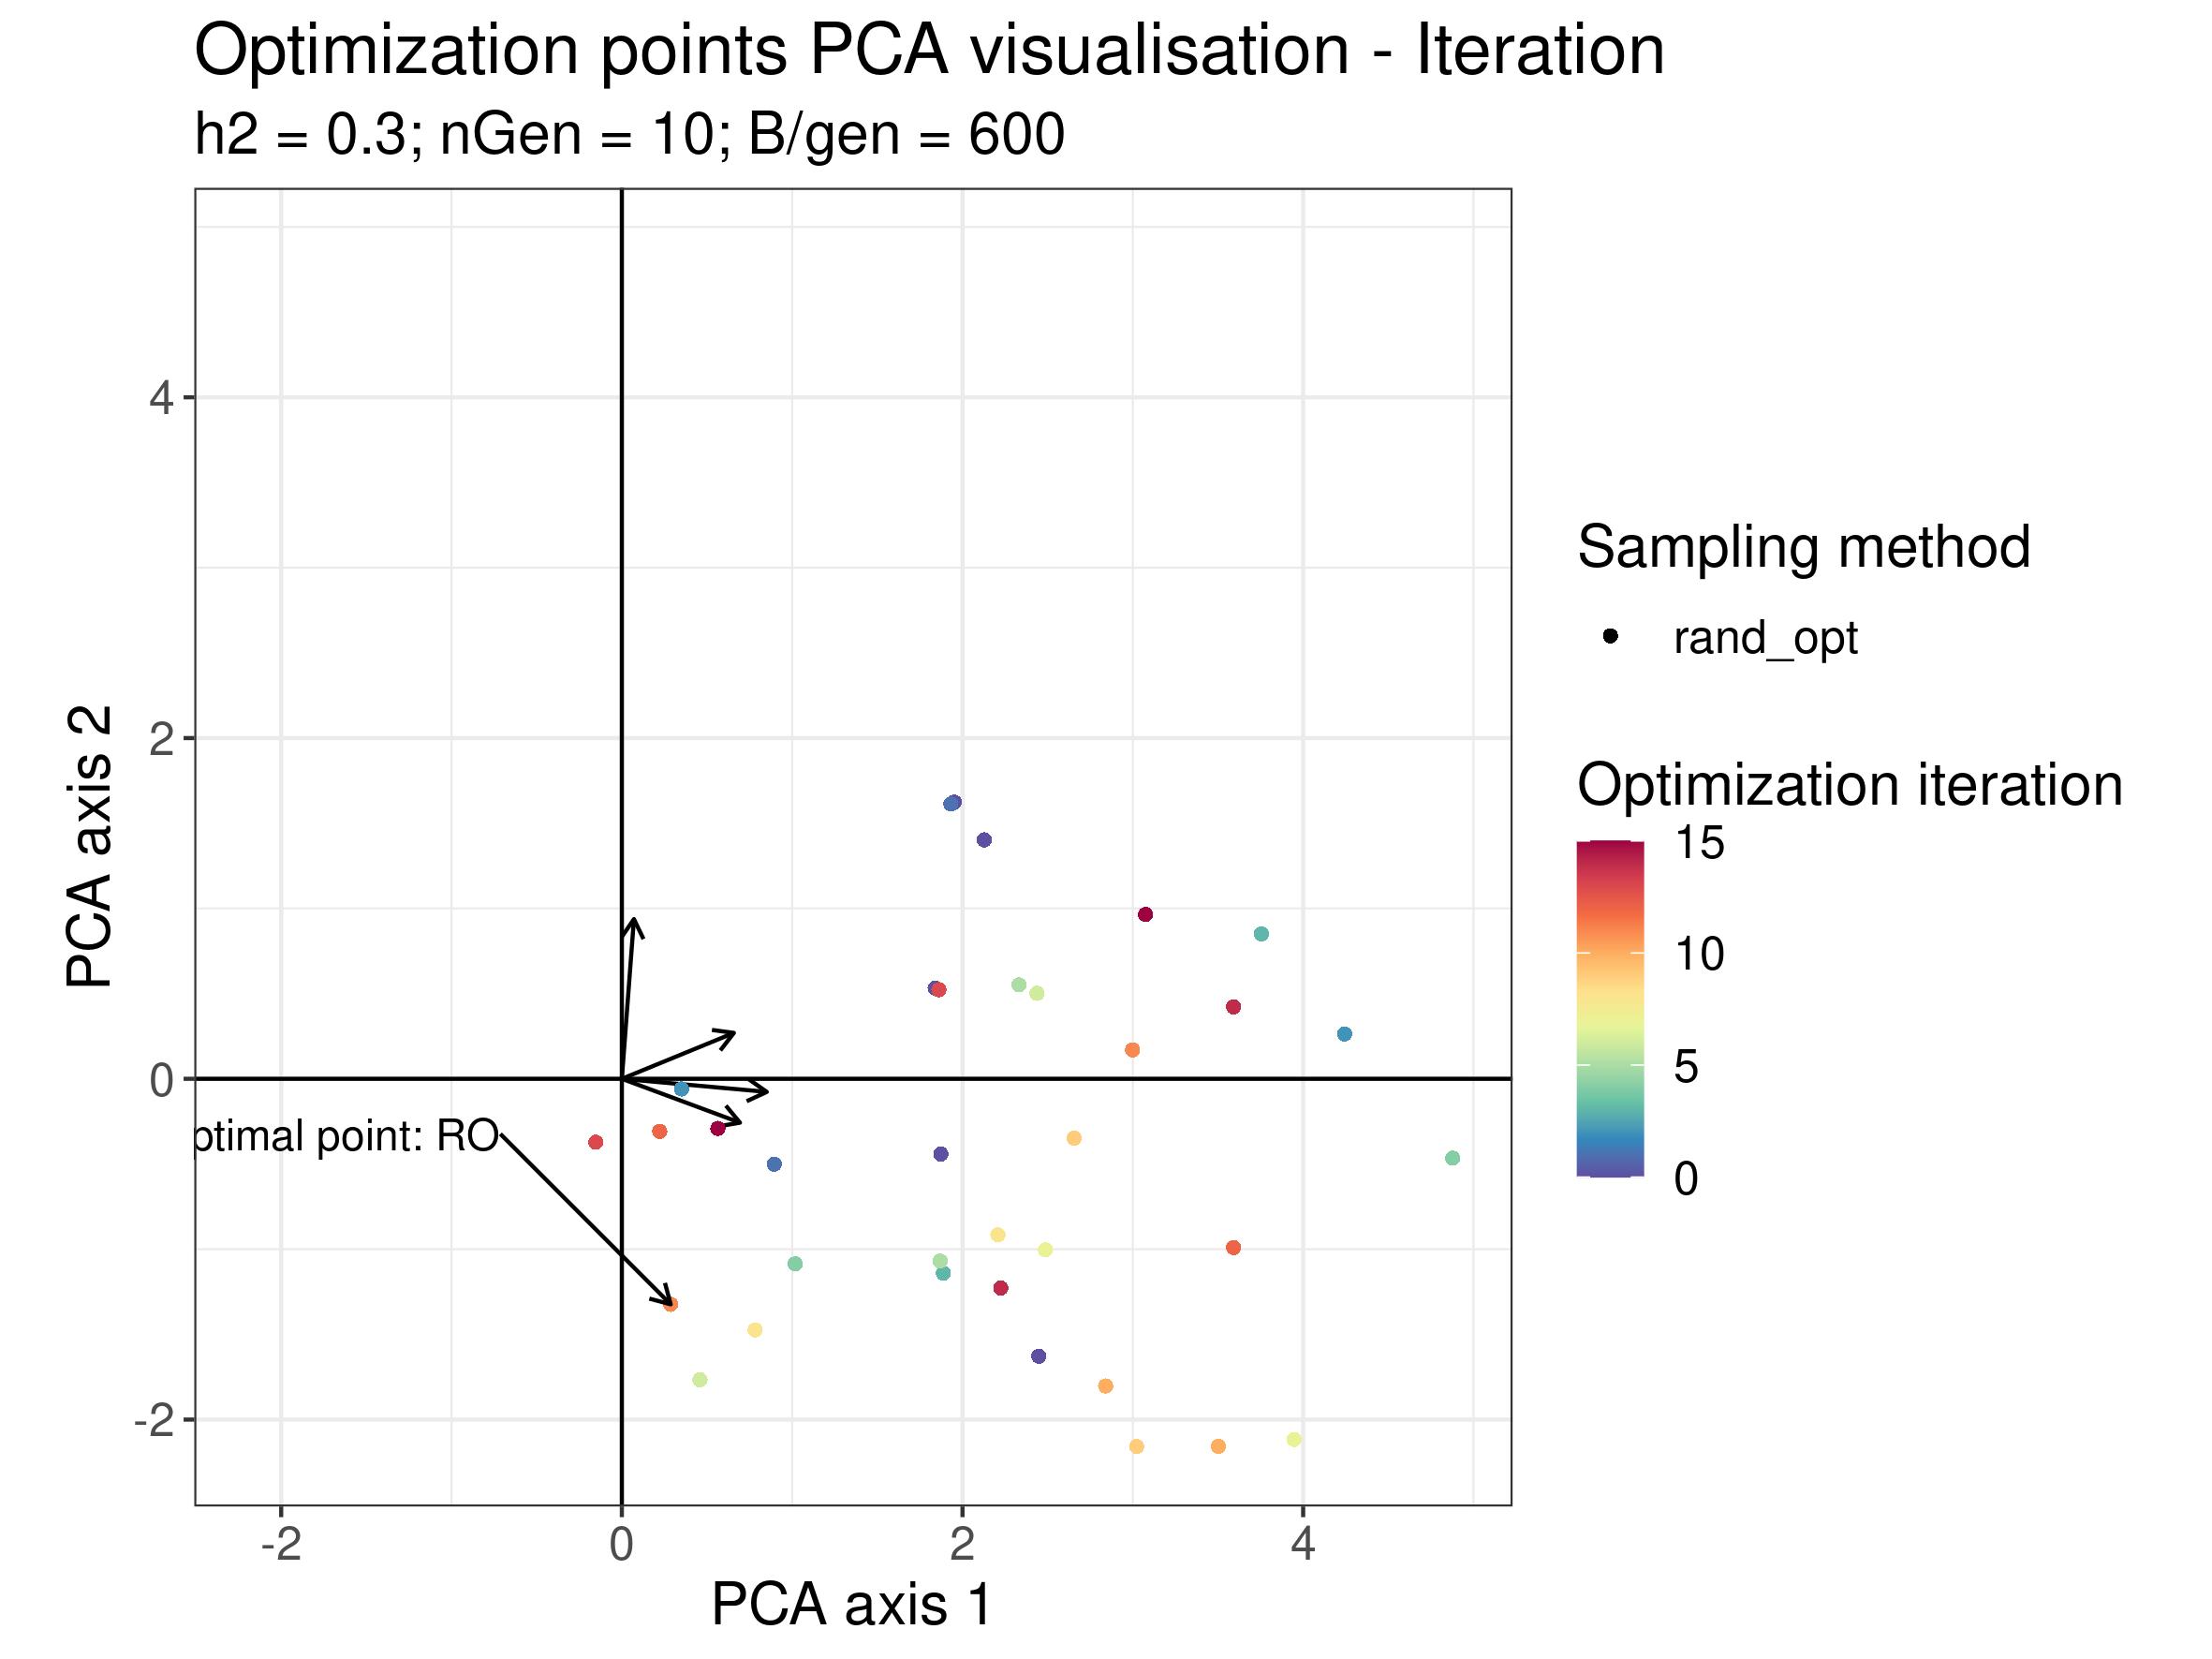 Optimization points PCA visualisation - Iteration
h2 = 0.3; nGen = 10; B/gen = 600
PCA axis 2
4
2
0
-2
ptimal point: RO
-2
0
2
4
PCA axis 1
Sampling method
rand_opt
Optimization iteration
15
10
5
0